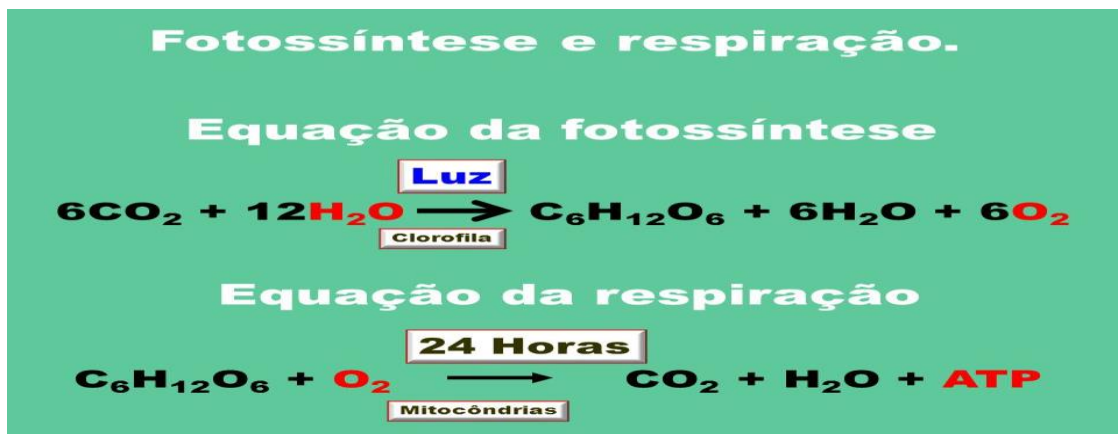 Fotossíntese e respiração.
Equação da fotossíntese
Luz
6CO₂ + 12H₂O → C₆H₁₂O₆ + 6H₂O + 6O₂
Clorofila
Equação da respiração
24 Horas
C₆H₁₂O₆ + O₂ → CO₂ + H₂O + ATP
Mitocôndrias